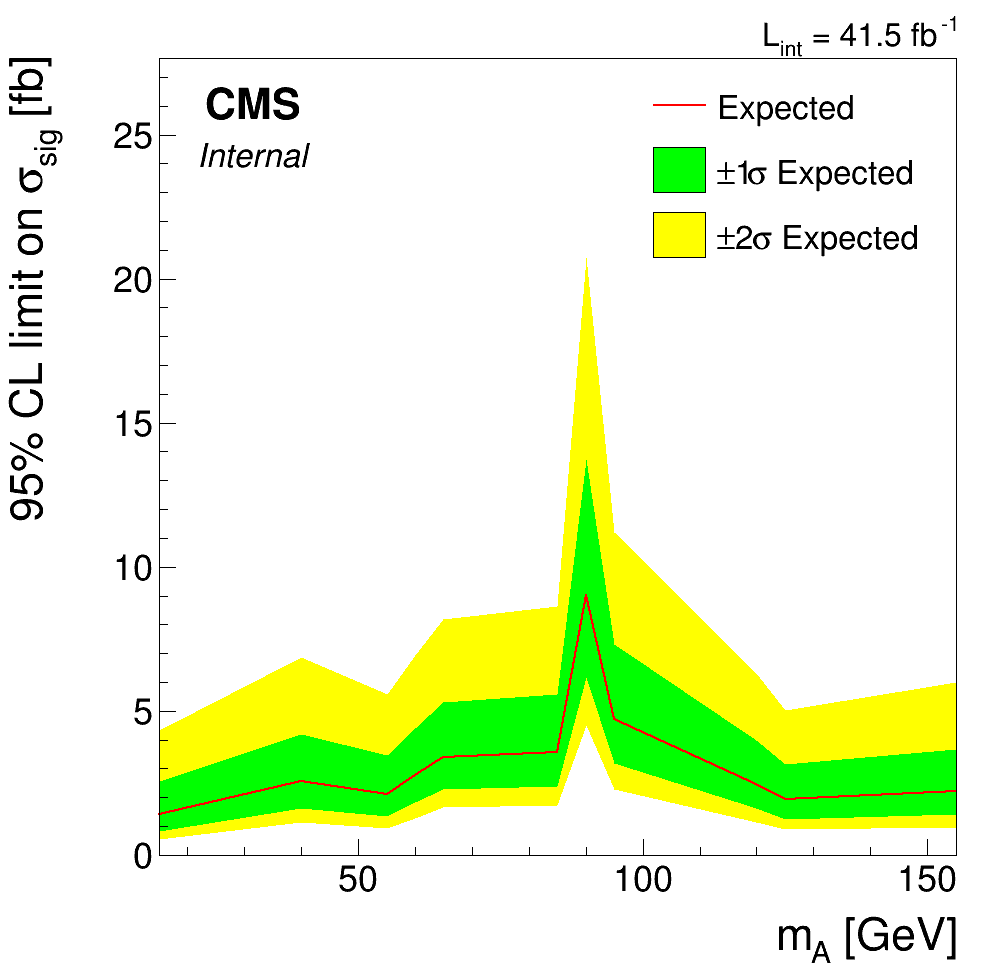 L_int = 41.5 fb^-1
95% CL limit on σ_sig [fb]
CMS
Internal
Expected
±1σ Expected
±2σ Expected
25
20
15
10
5
0
50
100
150
m_A [GeV]